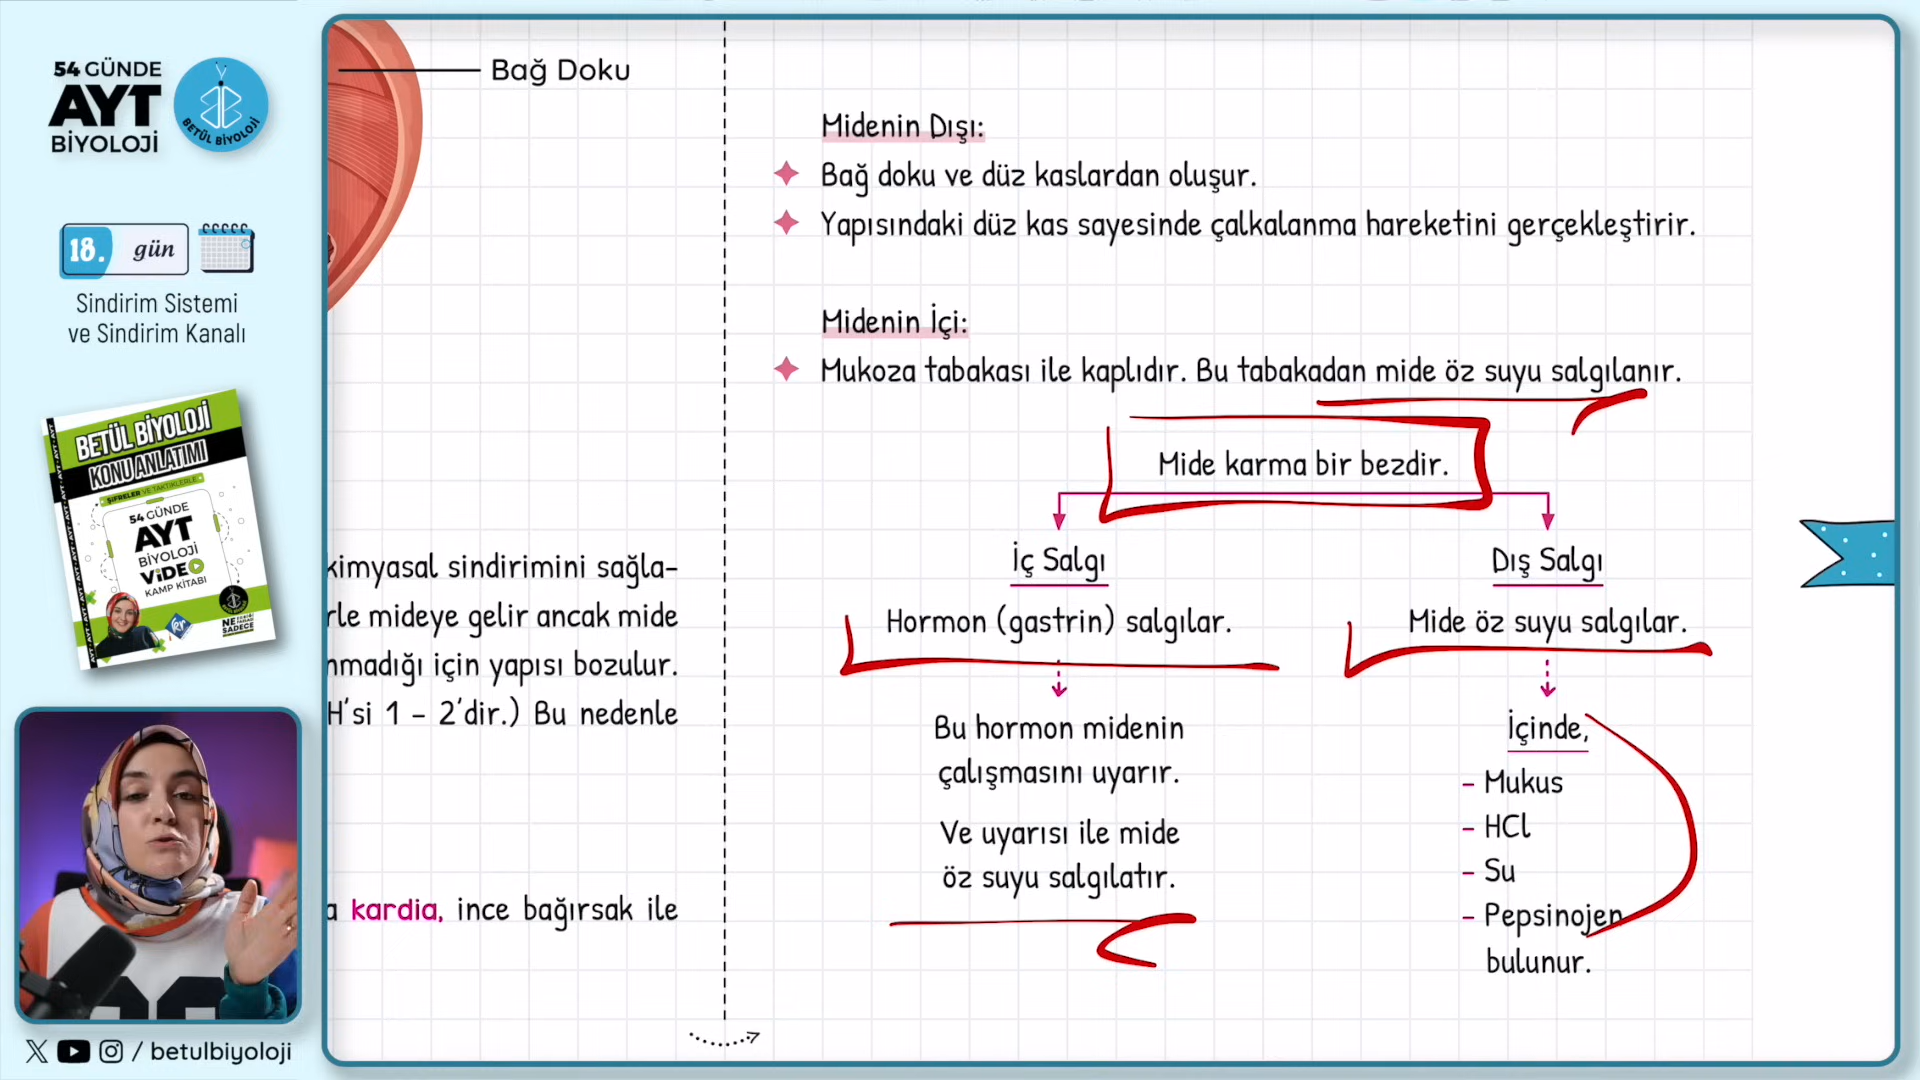 54 GÜNDE
AYT
BİYOLOJİ
BETÜL BİYOLOJİ
18. gün
Sindirim Sistemi
ve Sindirim Kanalı
BETÜL BİYOLOJİ
KONU ANLATIMI
ŞİFRELER VE TAKTİKLERLE
54 GÜNDE
AYT
BİYOLOJİ
VİDEO
KAMP KİTABI
/ betulbiyoloji
Bağ Doku
kimyasal sindirimini sağla-
rle mideye gelir ancak mide
nmadığı için yapısı bozulur.
H'si 1 - 2'dir.) Bu nedenle
a kardia, ince bağırsak ile
Midenin Dışı:
Bağ doku ve düz kaslardan oluşur.
Yapısındaki düz kas sayesinde çalkalanma hareketini gerçekleştirir.
Midenin İçi:
Mukoza tabakası ile kaplıdır. Bu tabakadan mide öz suyu salgılanır.
Mide karma bir bezdir.
İç Salgı
Hormon (gastrin) salgılar.
Bu hormon midenin
çalışmasını uyarır.
Ve uyarısı ile mide
öz suyu salgılatır.
Dış Salgı
Mide öz suyu salgılar.
İçinde,
- Mukus
- HCl
- Su
- Pepsinojen
bulunur.